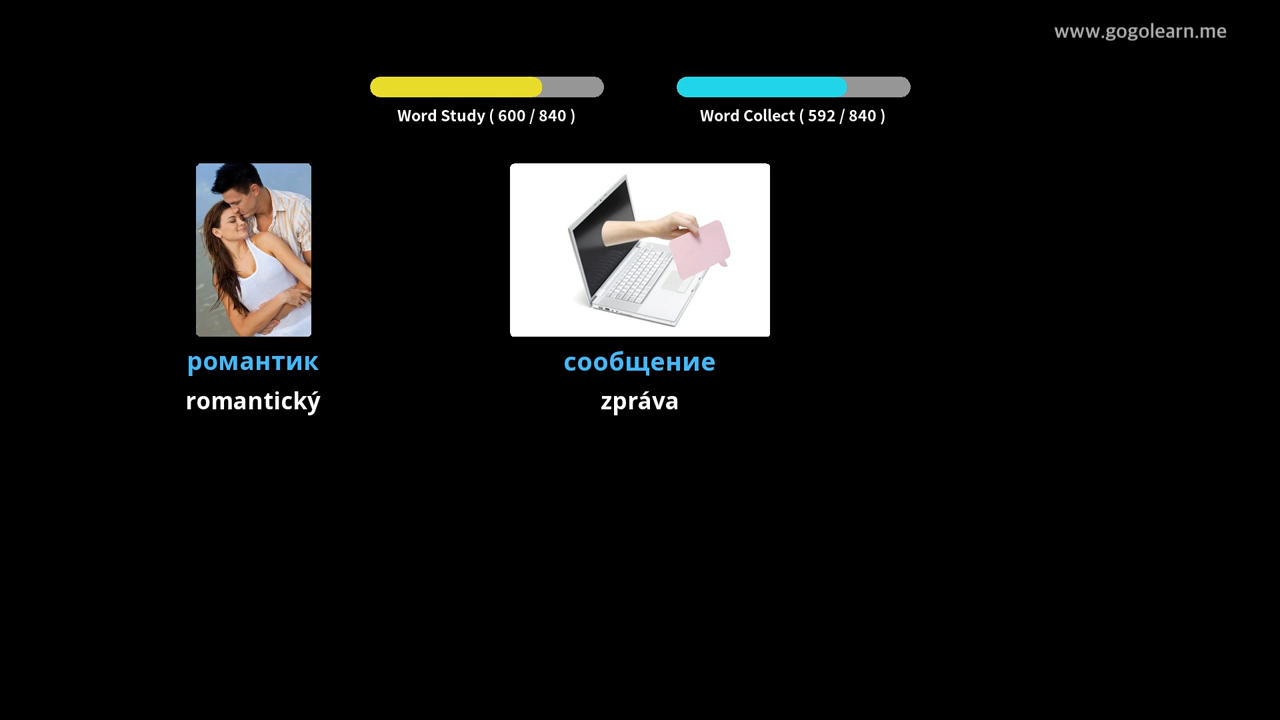 www.gogolearn.me
Word Study ( 600 / 840 )
Word Collect ( 592 / 840 )
романтик
romantický
сообщение
zpráva